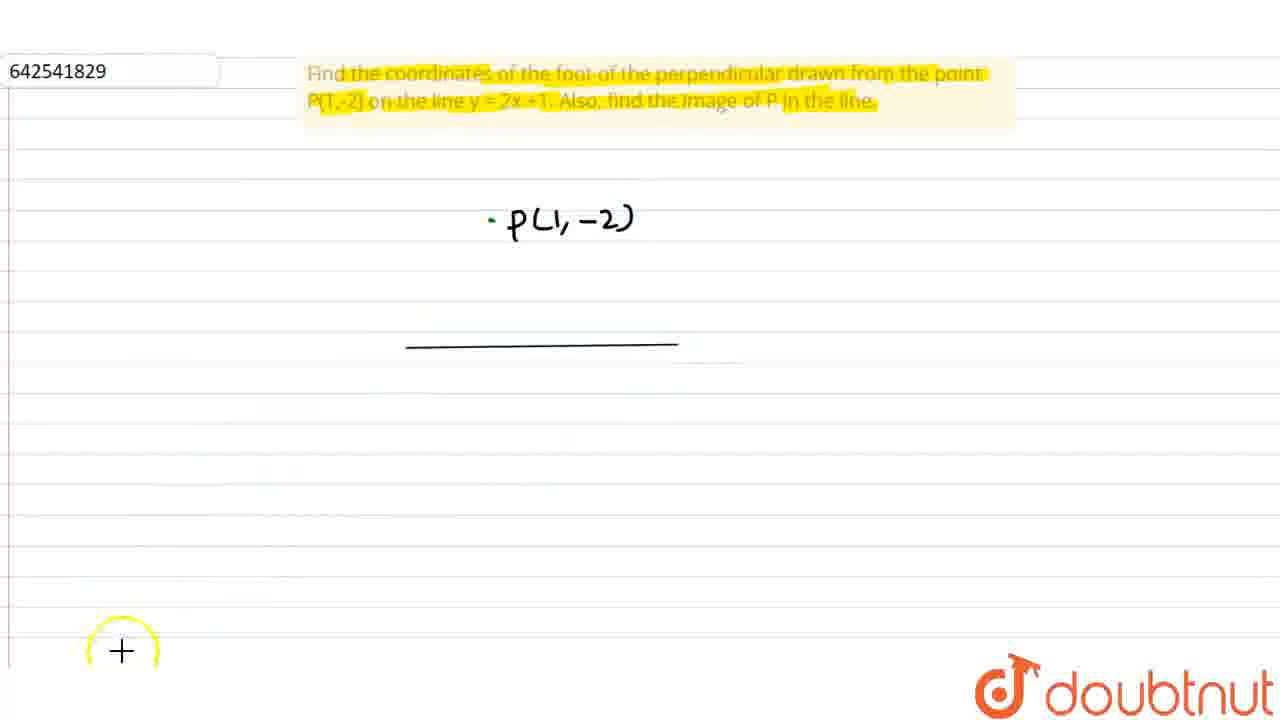 642541829
Find the coordinates of the foot of the perpendicular drawn from the point
P(1,-2) on the line y = 2x +1. Also, find the image of P in the line.
P(1, -2)
doubtnut